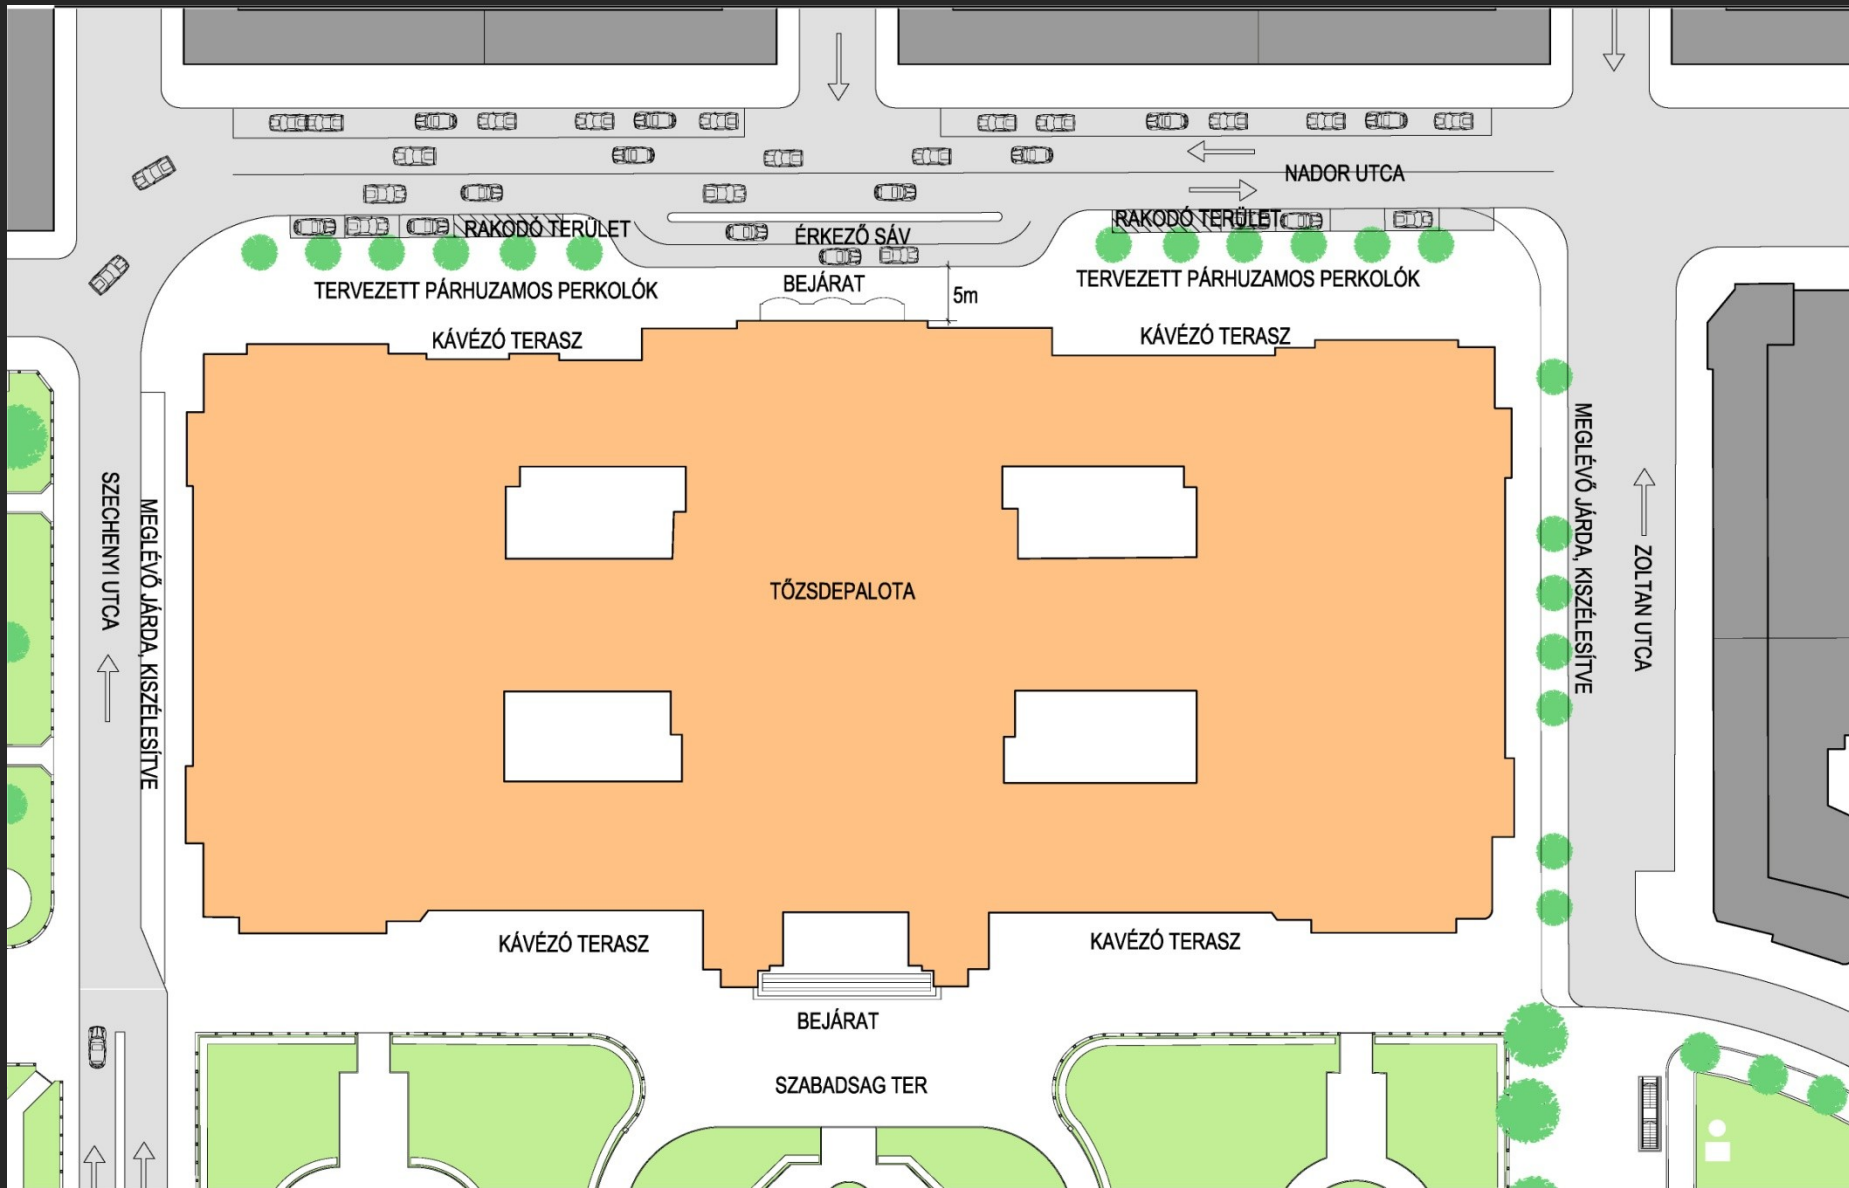 NADOR UTCA
RAKODÓ TERÜLET
RAKODÓ TERÜLET
ÉRKEZŐ SÁV
TERVEZETT PÁRHUZAMOS PERKOLÓK
BEJÁRAT
5m
TERVEZETT PÁRHUZAMOS PERKOLÓK
KÁVÉZÓ TERASZ
KÁVÉZÓ TERASZ
SZECHENYI UTCA
MEGLÉVŐ JÁRDA, KISZÉLESÍTVE
TŐZSDEPALOTA
MEGLÉVŐ JÁRDA, KISZÉLESÍTVE
ZOLTAN UTCA
KÁVÉZÓ TERASZ
KAVÉZÓ TERASZ
BEJÁRAT
SZABADSAG TER